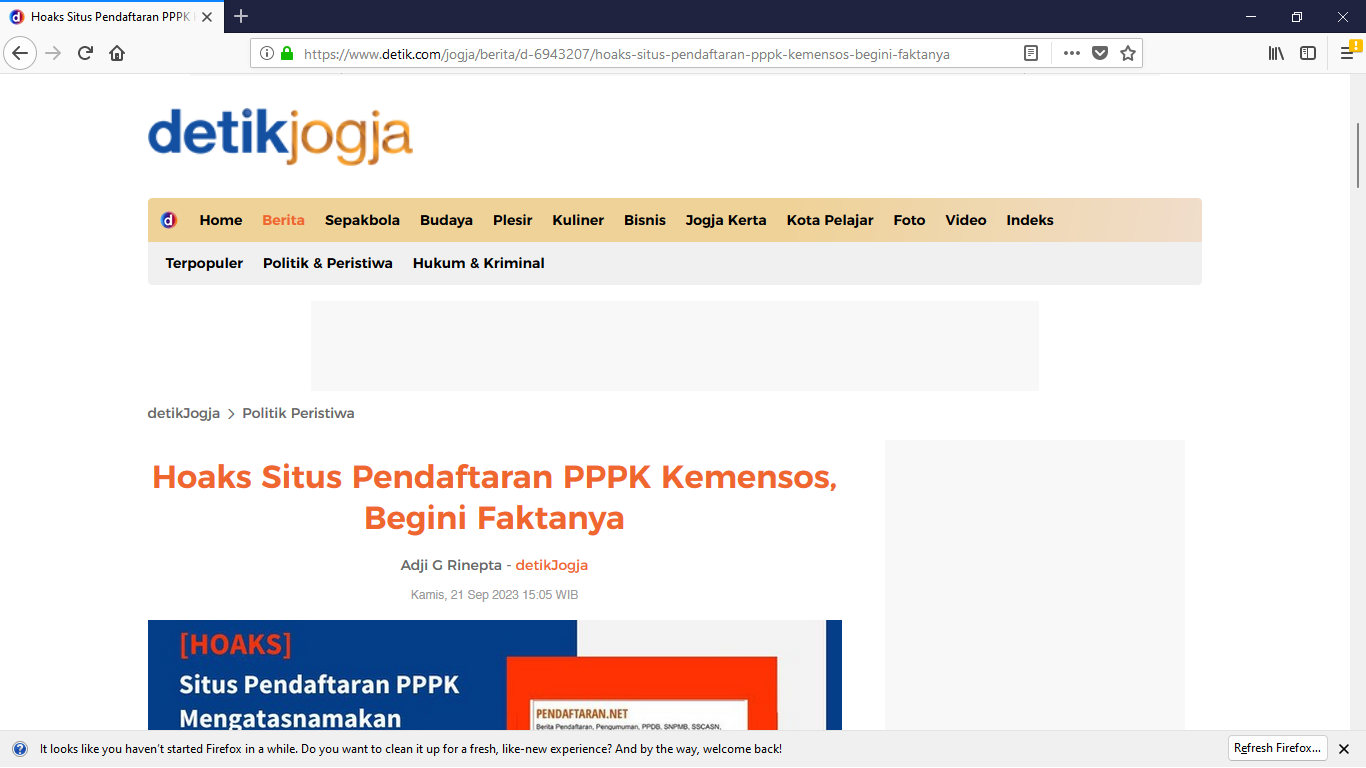 Hoaks Situs Pendaftaran PPPK
https://www.detik.com/jogja/berita/d-6943207/hoaks-situs-pendaftaran-pppk-kemensos-begini-faktanya
detikjogja
d Home Berita Sepakbola Budaya Plesir Kuliner Bisnis Jogja Kerta Kota Pelajar Foto Video Indeks
Terpopuler Politik & Peristiwa Hukum & Kriminal
detikJogja > Politik Peristiwa
Hoaks Situs Pendaftaran PPPK Kemensos,
Begini Faktanya
Adji G Rinepta - detikJogja
Kamis, 21 Sep 2023 15:05 WIB
[HOAKS]
Situs Pendaftaran PPPK
Mengatasnamakan
PENDAFTARAN.NET
Berita Pendaftaran, Pengumuman, PPDB, SNPMB, SSCASN,
It looks like you haven't started Firefox in a while. Do you want to clean it up for a fresh, like-new experience? And by the way, welcome back!
Refresh Firefox...